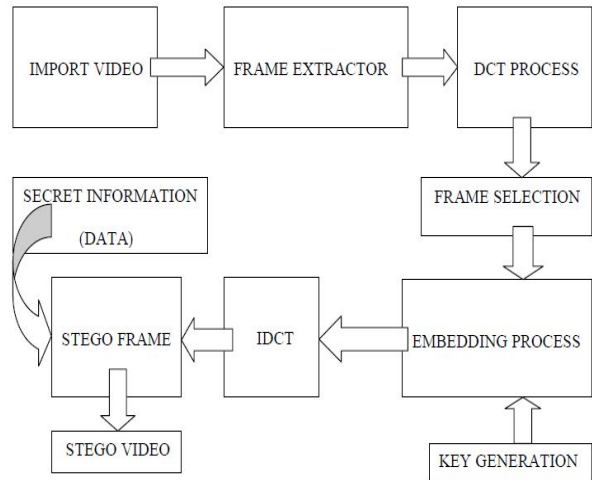 IMPORT VIDEO
FRAME EXTRACTOR
DCT PROCESS
SECRET INFORMATION
(DATA)
FRAME SELECTION
STEGO FRAME
IDCT
EMBEDDING PROCESS
STEGO VIDEO
KEY GENERATION